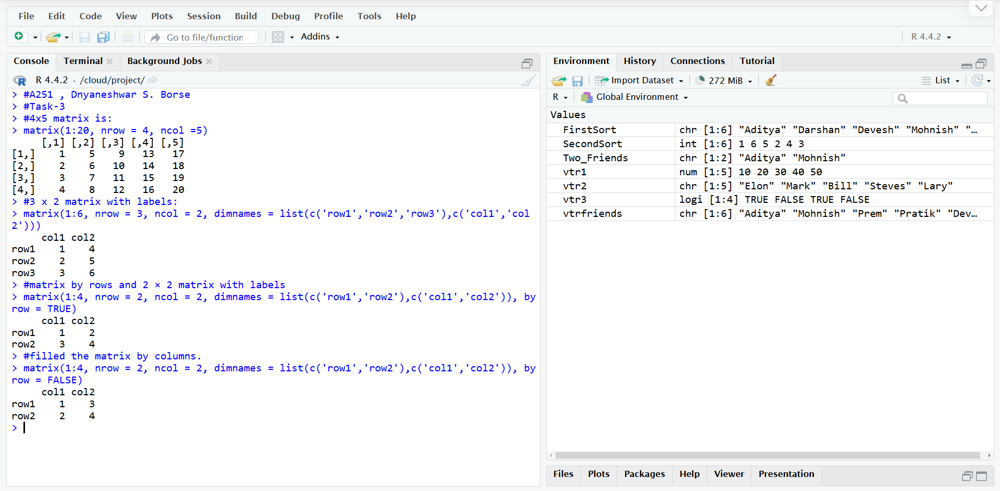 File Edit Code View Plots Session Build Debug Profile Tools Help
Go to file/function Addins R 4.4.2
Console Terminal Background Jobs
R 4.4.2 · /cloud/project/
> #A251 , Dnyaneshwar S. Borse
> #Task-3
> #4x5 matrix is:
> matrix(1:20, nrow = 4, ncol =5)
     [,1] [,2] [,3] [,4] [,5]
[1,]    1    5    9   13   17
[2,]    2    6   10   14   18
[3,]    3    7   11   15   19
[4,]    4    8   12   16   20
> #3 x 2 matrix with labels:
> matrix(1:6, nrow = 3, ncol = 2, dimnames = list(c('row1','row2','row3'),c('col1','col
2')))
     col1 col2
row1    1    4
row2    2    5
row3    3    6
> #matrix by rows and 2 × 2 matrix with labels
> matrix(1:4, nrow = 2, ncol = 2, dimnames = list(c('row1','row2'),c('col1','col2')), by
row = TRUE)
     col1 col2
row1    1    2
row2    3    4
> #filled the matrix by columns.
> matrix(1:4, nrow = 2, ncol = 2, dimnames = list(c('row1','row2'),c('col1','col2')), by
row = FALSE)
     col1 col2
row1    1    3
row2    2    4
>
Environment History Connections Tutorial
Import Dataset 272 MiB List
R Global Environment
Values
FirstSort chr [1:6] "Aditya" "Darshan" "Devesh" "Mohnish" "…
SecondSort int [1:6] 1 6 5 2 4 3
Two_Friends chr [1:2] "Aditya" "Mohnish"
vtr1 num [1:5] 10 20 30 40 50
vtr2 chr [1:5] "Elon" "Mark" "Bill" "Steves" "Lary"
vtr3 logi [1:4] TRUE FALSE TRUE FALSE
vtrfriends chr [1:6] "Aditya" "Mohnish" "Prem" "Pratik" "Dev…
Files Plots Packages Help Viewer Presentation